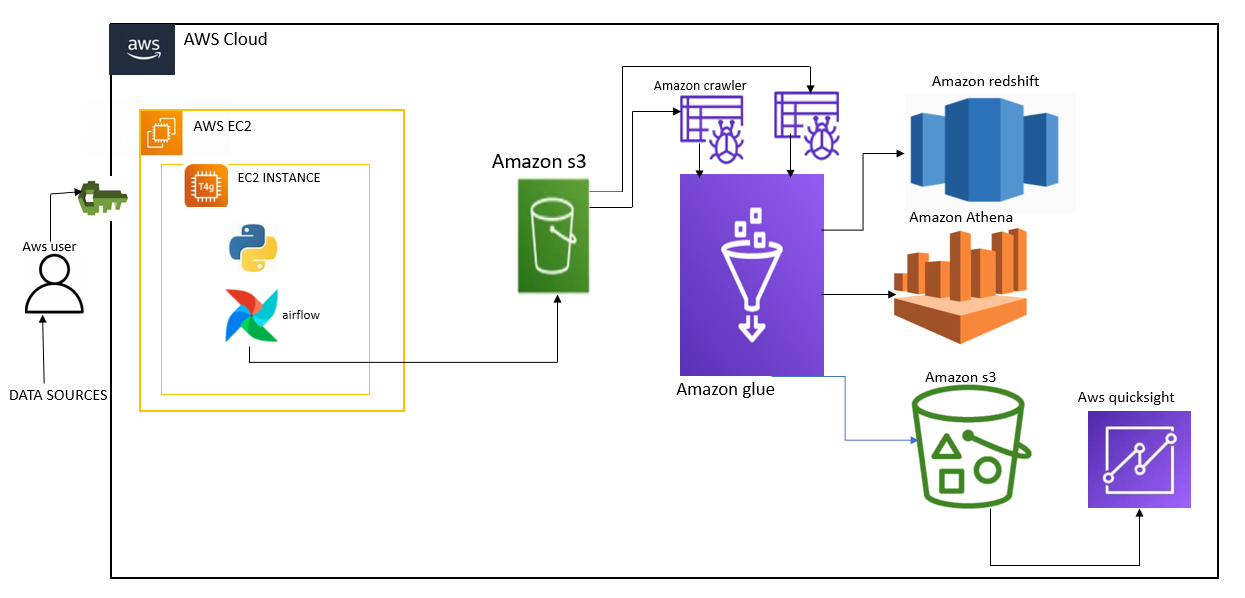 aws
AWS Cloud
Amazon crawler
Amazon redshift
AWS EC2
Amazon s3
T4g
EC2 INSTANCE
Amazon Athena
Aws user
airflow
Amazon s3
Amazon glue
DATA SOURCES
Aws quicksight